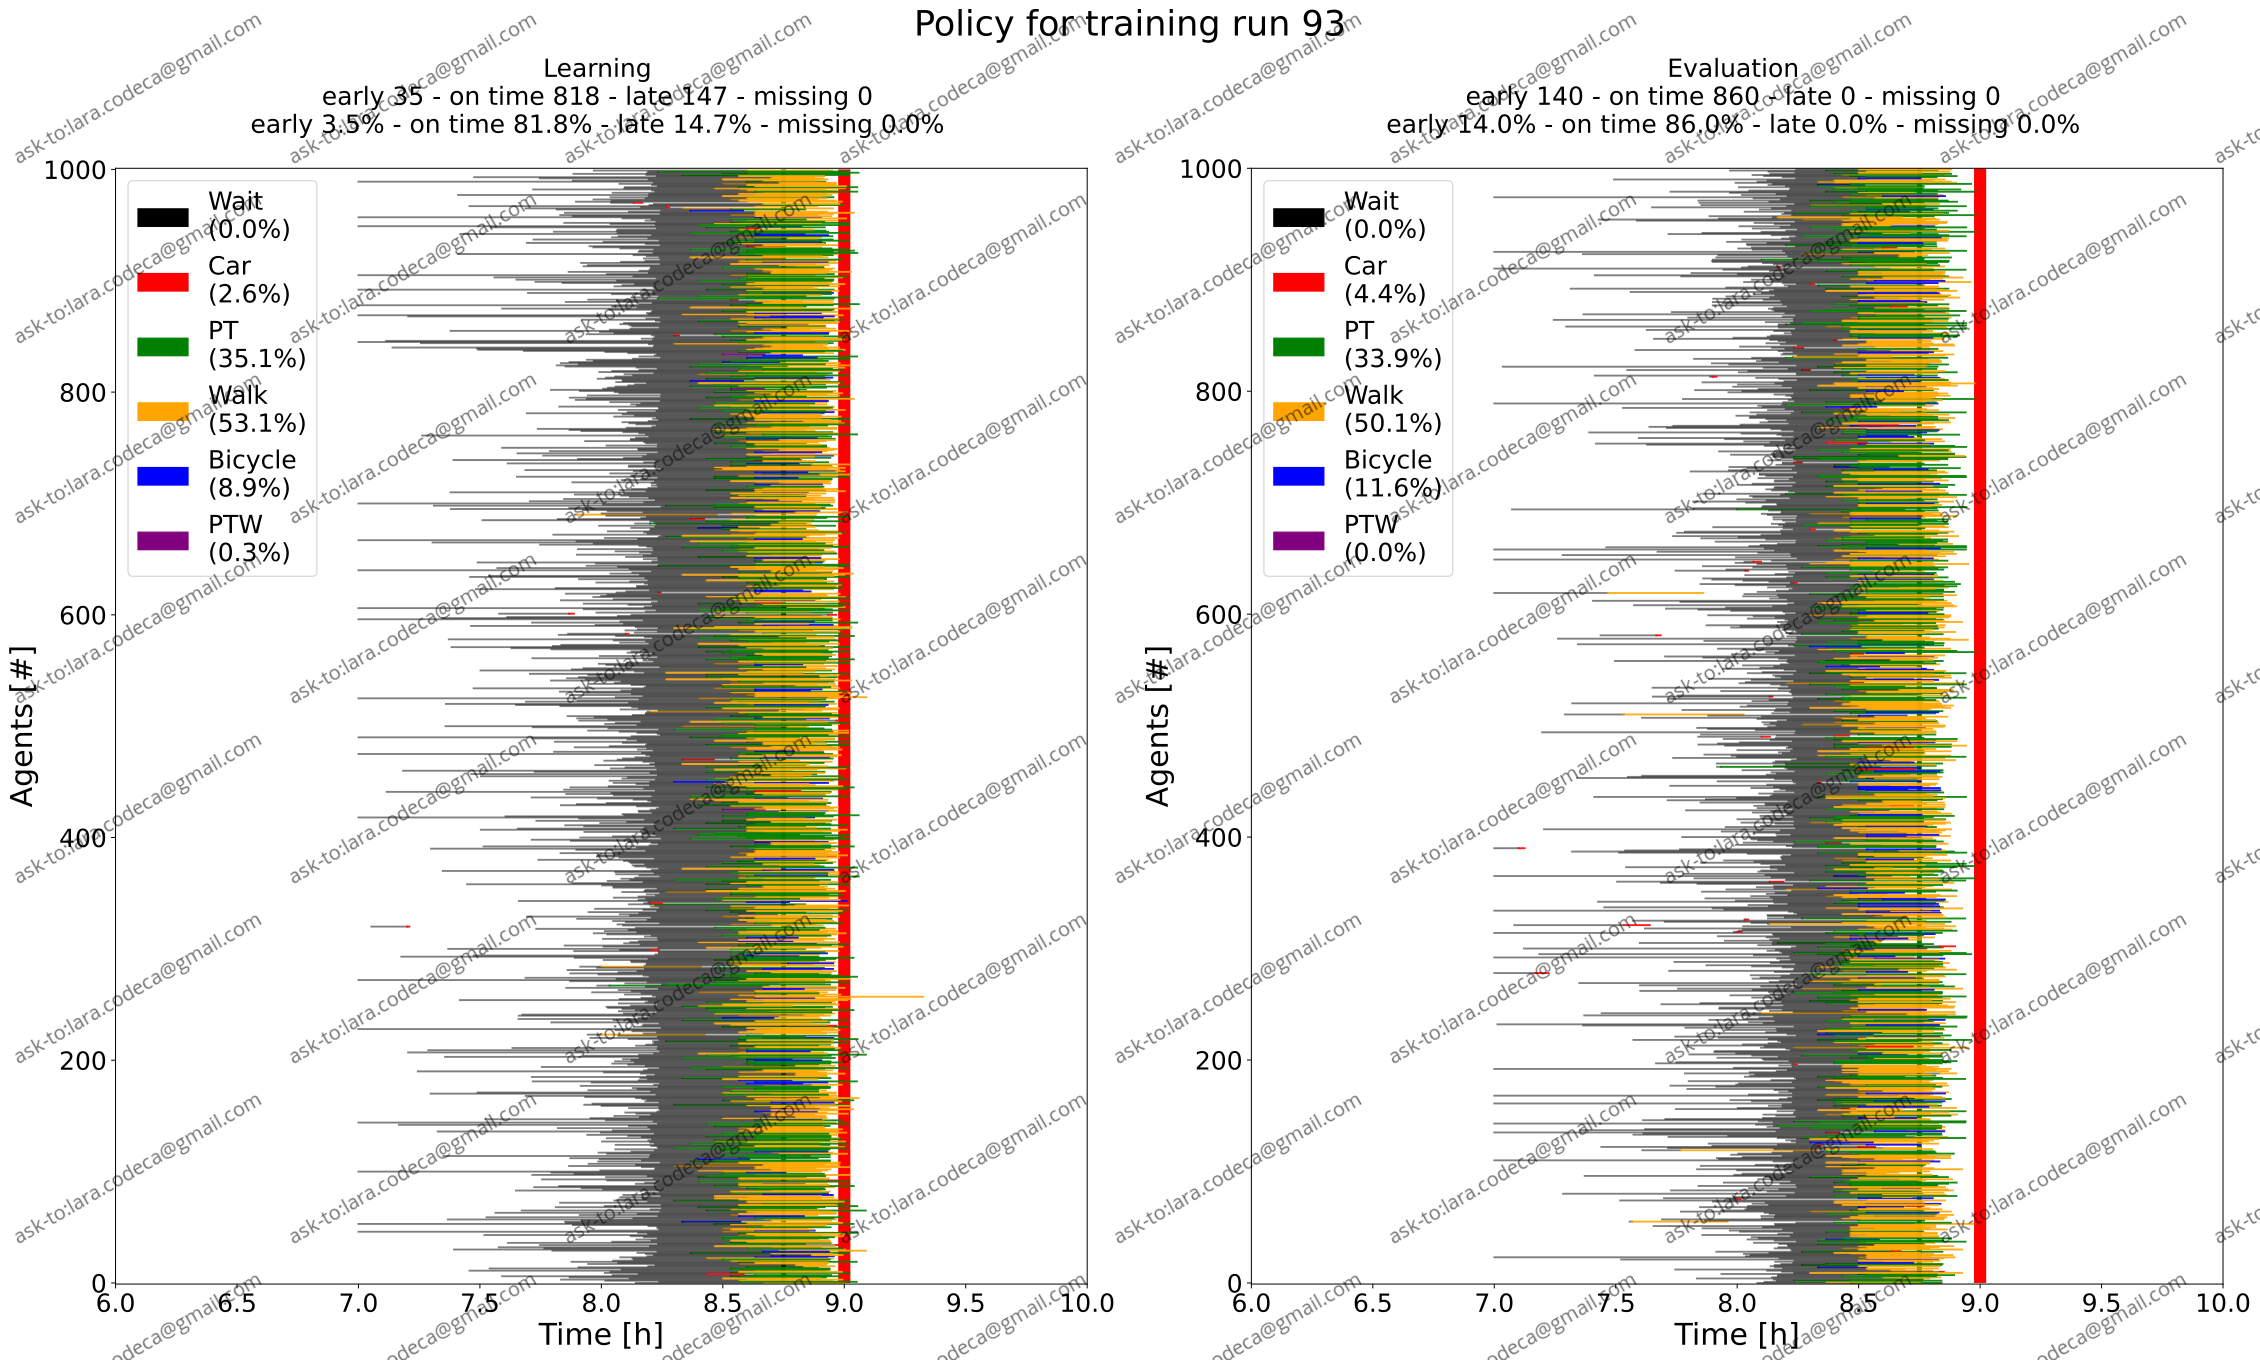 Policy for training run 93
Learning
early 35 - on time 818 - late 147 - missing 0
early 3.5% - on time 81.8% - late 14.7% - missing 0.0%
1000
800
600
400
200
0
Agents [#]
Wait
(0.0%)
Car
(2.6%)
PT
(35.1%)
Walk
(53.1%)
Bicycle
(8.9%)
PTW
(0.3%)
6.0 6.5 7.0 7.5 8.0 8.5 9.0 9.5 10.0
Time [h]
Evaluation
early 140 - on time 860 - late 0 - missing 0
early 14.0% - on time 86.0% - late 0.0% - missing 0.0%
1000
800
600
400
200
0
Agents [#]
Wait
(0.0%)
Car
(4.4%)
PT
(33.9%)
Walk
(50.1%)
Bicycle
(11.6%)
PTW
(0.0%)
6.0 6.5 7.0 7.5 8.0 8.5 9.0 9.5 10.0
Time [h]
ask-to:lara.codeca@gmail.com